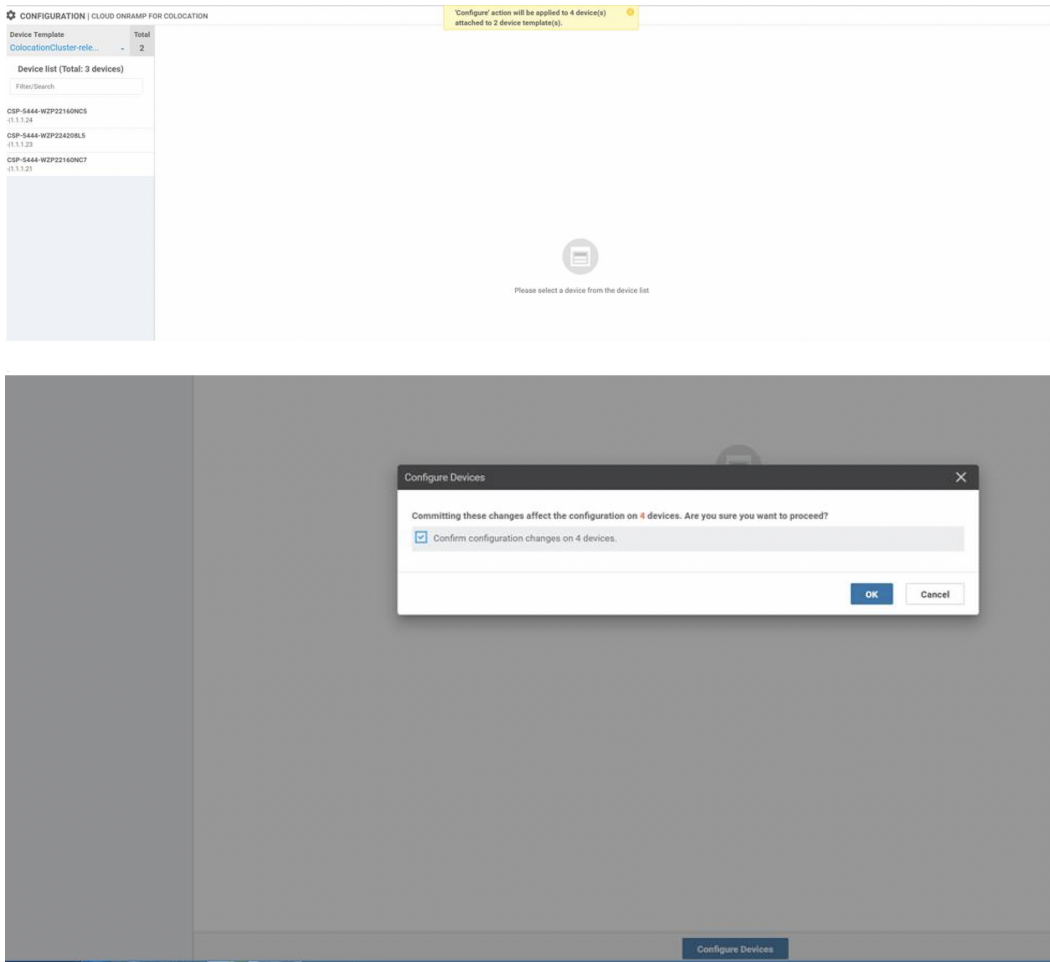 CONFIGURATION | CLOUD ONRAMP FOR COLOCATION
'Configure' action will be applied to 4 device(s)
attached to 2 device template(s).
Device Template
Total
ColocationCluster-rele...
2
Device list (Total: 3 devices)
Filter/Search
CSP-5444-WZP22160NC5
-|1.1.1.24
CSP-5444-WZP224208L5
-|1.1.1.23
CSP-5444-WZP22160NC7
-|1.1.1.21
Please select a device from the device list
Configure Devices
Committing these changes affect the configuration on 4 devices. Are you sure you want to proceed?
Confirm configuration changes on 4 devices.
OK
Cancel
Configure Devices